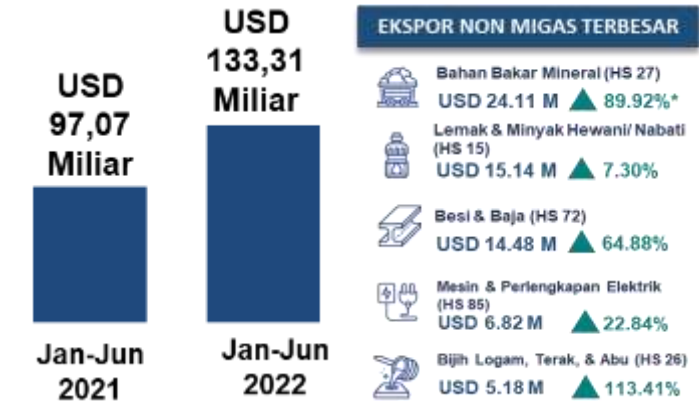 USD
97,07
Miliar
Jan-Jun
2021
USD
133,31
Miliar
Jan-Jun
2022
EKSPOR NON MIGAS TERBESAR
Bahan Bakar Mineral (HS 27)
USD 24.11 M 89.92%*
Lemak & Minyak Hewani/ Nabati
(HS 15)
USD 15.14 M 7.30%
Besi & Baja (HS 72)
USD 14.48 M 64.88%
Mesin & Perlengkapan Elektrik
(HS 85)
USD 6.82 M 22.84%
Bijih Logam, Terak, & Abu (HS 26)
USD 5.18 M 113.41%